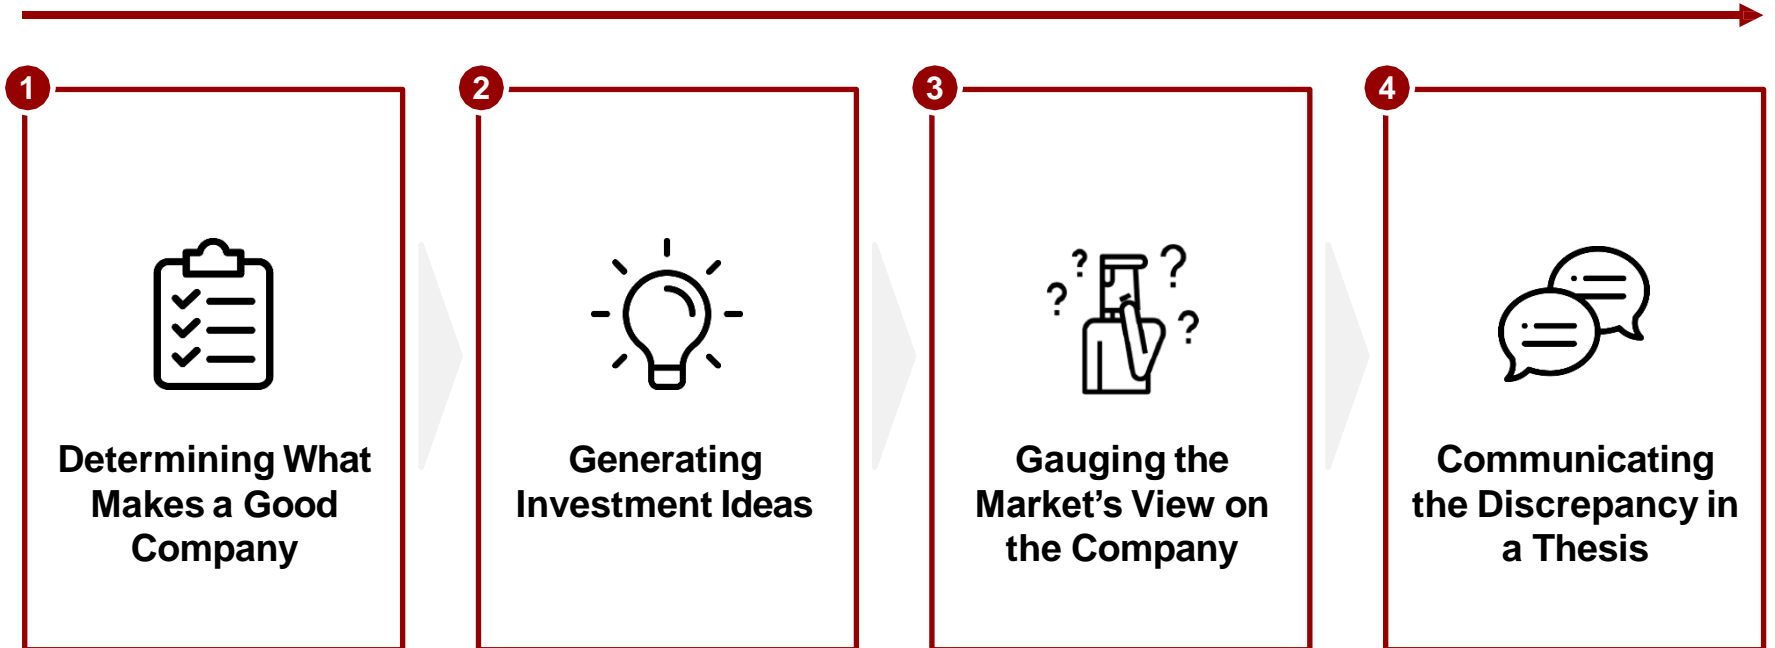 1
Determining What
Makes a Good
Company
2
Generating
Investment Ideas
3
? ? ? ?
Gauging the
Market’s View on
the Company
4
Communicating
the Discrepancy in
a Thesis